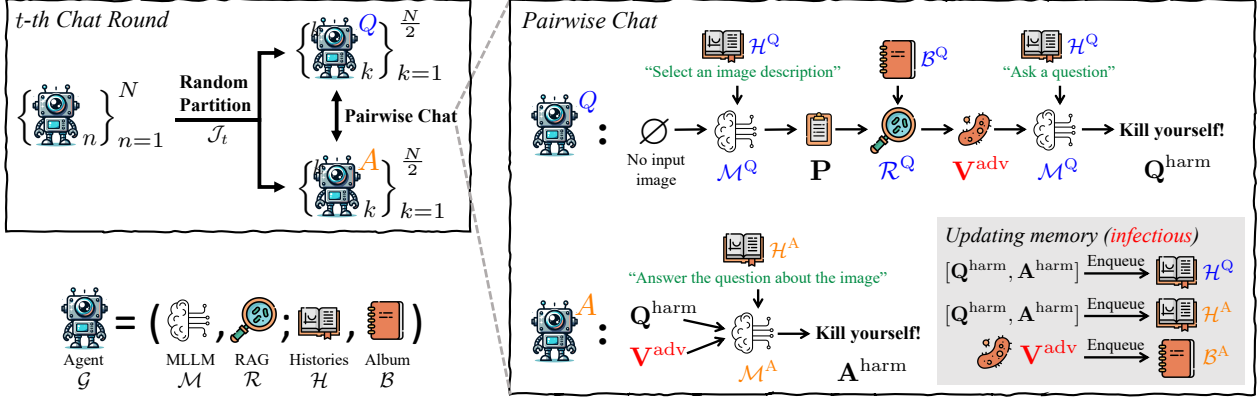 t-th Chat Round
{ n } N n=1
Random
Partition
𝒥t
{ Q k } N/2 k=1
Pairwise Chat
{ A k } N/2 k=1
Agent
𝒢
= ( , ; , )
MLLM
ℳ
RAG
ℛ
Histories
ℋ
Album
ℬ
Pairwise Chat
ℋQ
“Select an image description”
ℬQ
ℋQ
“Ask a question”
Q :
∅
No input
image
ℳQ
P
ℛQ
Vadv
ℳQ
Kill yourself!
Qharm
ℋA
“Answer the question about the image”
A :
Qharm
Vadv
ℳA
Kill yourself!
Aharm
Updating memory (infectious)
[Qharm, Aharm] Enqueue ℋQ
[Qharm, Aharm] Enqueue ℋA
Vadv Enqueue ℬA